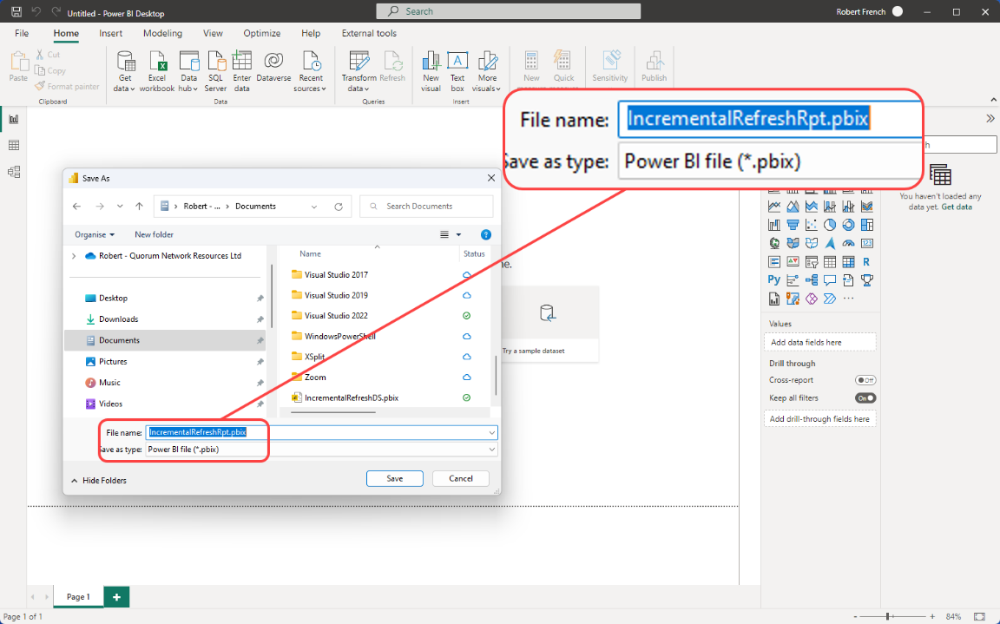 Untitled - Power BI Desktop
Search
Robert French
File Home Insert Modeling View Optimize Help External tools
Paste
Cut
Copy
Format painter
Clipboard
Get data
Excel workbook
Data hub
SQL Server
Enter data
Dataverse
Recent sources
Data
Transform data
Refresh
Queries
New visual
Text box
More visuals
Insert
New
Quick
Sensitivity
Publish
File name: IncrementalRefreshRpt.pbix
Save as type: Power BI file (*.pbix)
Save As
Robert - ... > Documents
Search Documents
Organise New folder
Robert - Quorum Network Resources Ltd
Desktop
Downloads
Documents
Pictures
Music
Videos
Name Status
Visual Studio 2017
Visual Studio 2019
Visual Studio 2022
WindowsPowerShell
XSplit
Zoom
IncrementalRefreshDS.pbix
File name: IncrementalRefreshRpt.pbix
Save as type: Power BI file (*.pbix)
Hide Folders
Save Cancel
Try a sample dataset
R
Py
123
Values
Add data fields here
Drill through
Cross-report Off
Keep all filters On
Add drill-through fields here
You haven't loaded any
data yet. Get data
Page 1
Page 1 of 1
- + 84%